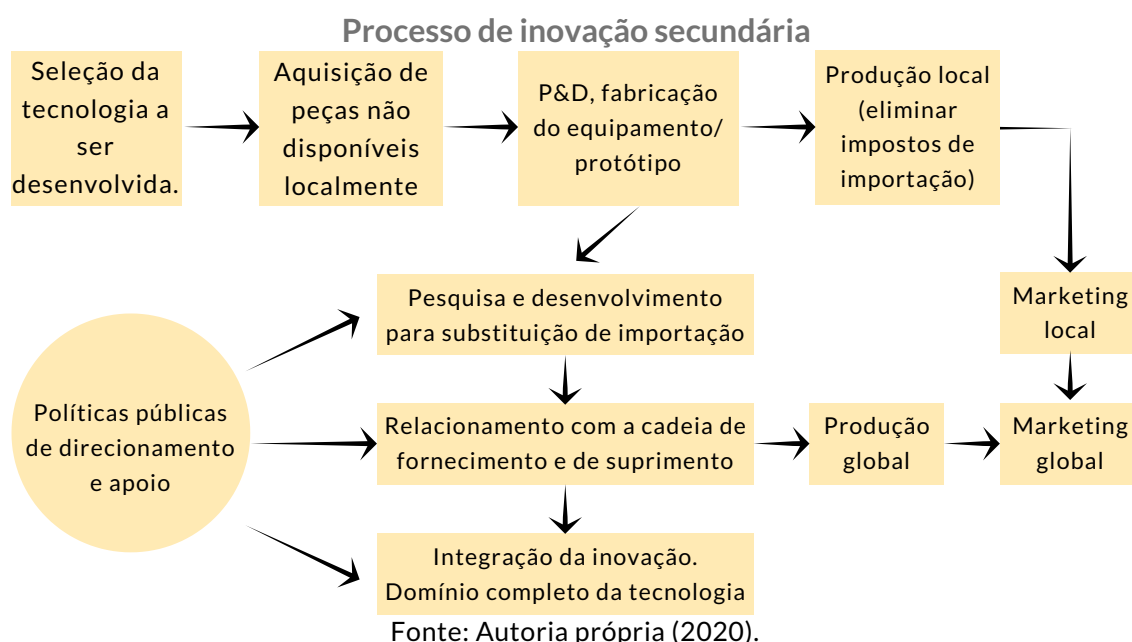 Processo de inovação secundária
Seleção da
tecnologia a
ser
desenvolvida.
Aquisição de
peças não
disponíveis
localmente
P&D, fabricação
do equipamento/
protótipo
Produção local
(eliminar
impostos de
importação)
Pesquisa e desenvolvimento
para substituição de importação
Marketing
local
Políticas públicas
de direcionamento
e apoio
Relacionamento com a cadeia de
fornecimento e de suprimento
Produção
global
Marketing
global
Integração da inovação.
Domínio completo da tecnologia
Fonte: Autoria própria (2020).